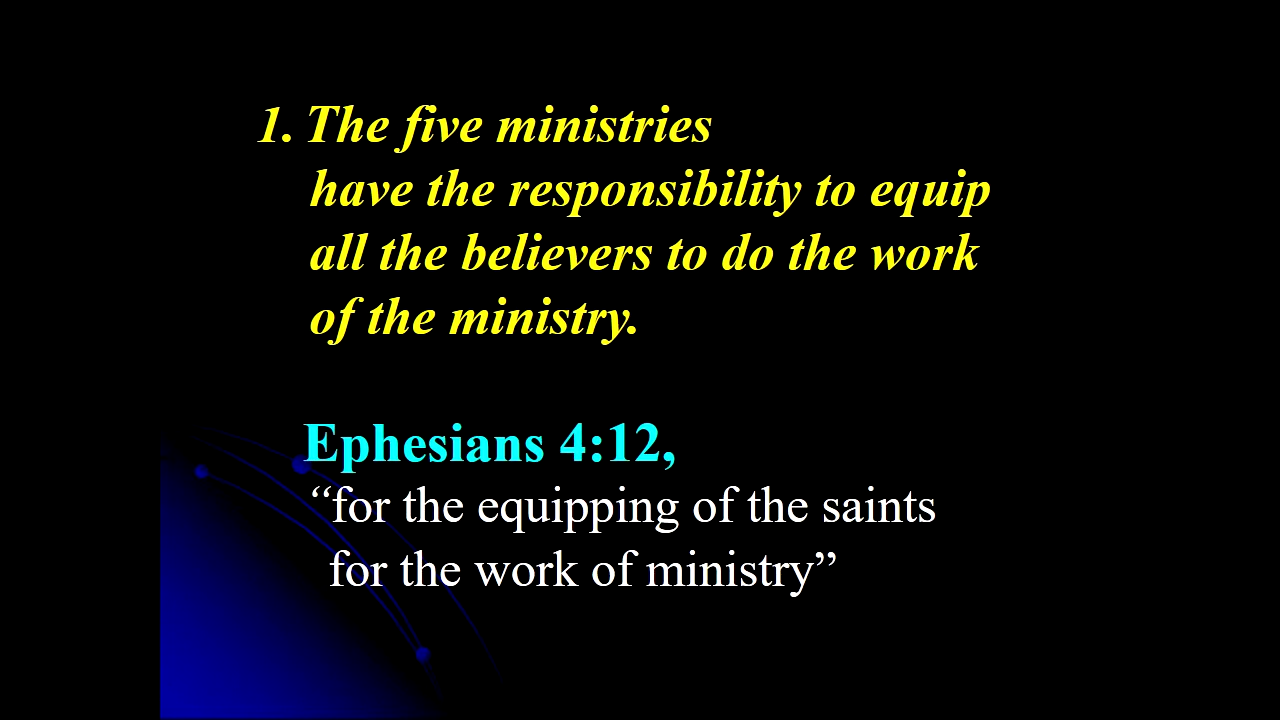 1. The five ministries
have the responsibility to equip
all the believers to do the work
of the ministry.
Ephesians 4:12,
“for the equipping of the saints
for the work of ministry”